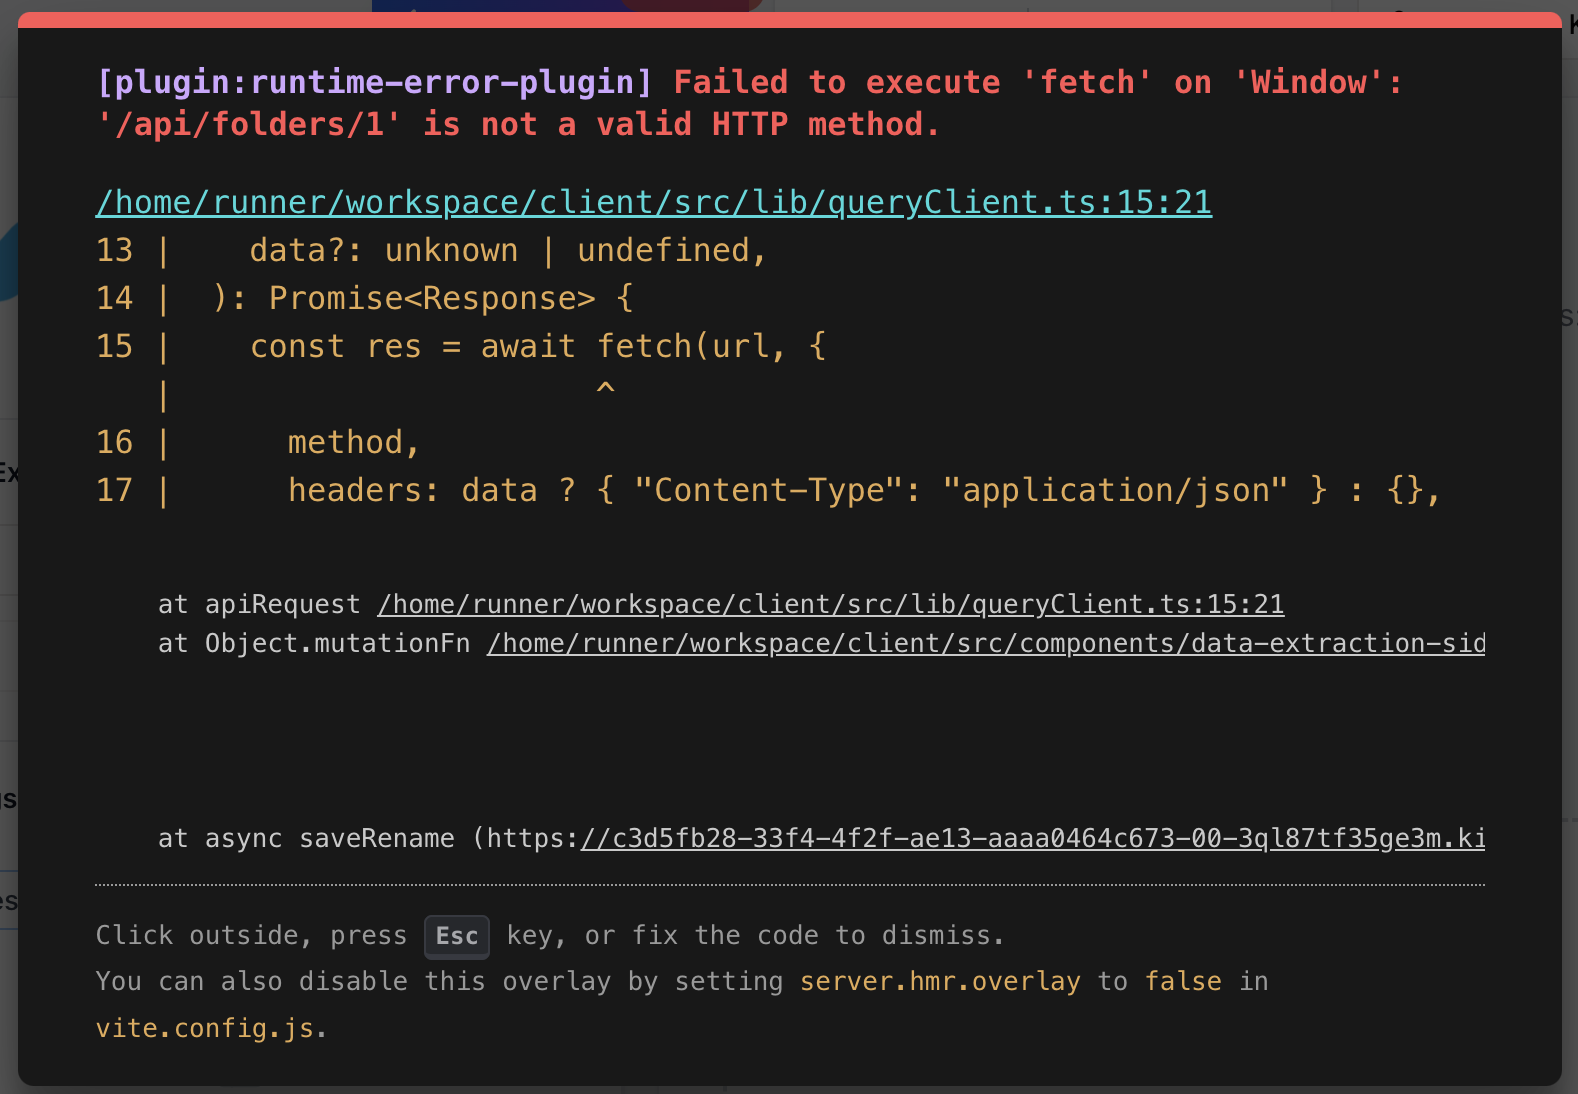 [plugin:runtime-error-plugin] Failed to execute 'fetch' on 'Window':
'/api/folders/1' is not a valid HTTP method.
/home/runner/workspace/client/src/lib/queryClient.ts:15:21
13 |    data?: unknown | undefined,
14 |  ): Promise<Response> {
15 |    const res = await fetch(url, {
   |                      ^
16 |      method,
17 |      headers: data ? { "Content-Type": "application/json" } : {},
at apiRequest /home/runner/workspace/client/src/lib/queryClient.ts:15:21
at Object.mutationFn /home/runner/workspace/client/src/components/data-extraction-sid
at async saveRename (https://c3d5fb28-33f4-4f2f-ae13-aaaa0464c673-00-3ql87tf35ge3m.ki
Click outside, press Esc key, or fix the code to dismiss.
You can also disable this overlay by setting server.hmr.overlay to false in
vite.config.js.